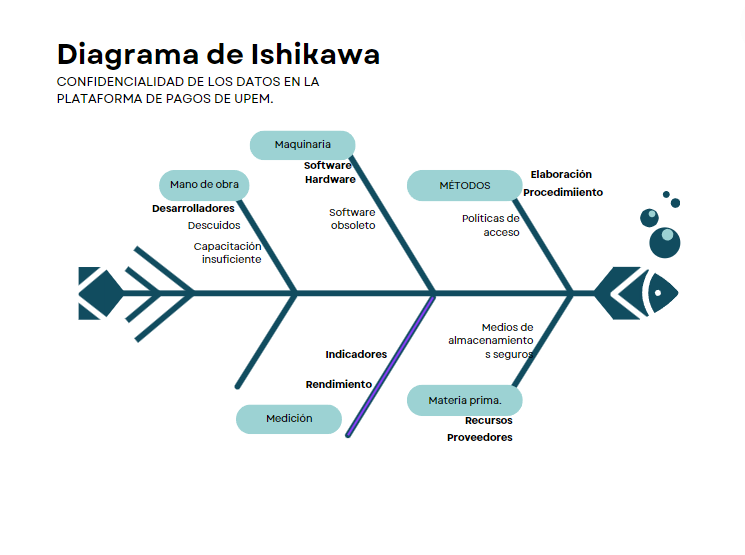 Diagrama de Ishikawa
CONFIDENCIALIDAD DE LOS DATOS EN LA
PLATAFORMA DE PAGOS DE UPEM.
Maquinaria
Software
Hardware
Software
obsoleto
Mano de obra
Desarrolladores
Descuidos
Capacitación
insuficiente
MÉTODOS
Elaboración
Procedimiiento
Politicas de
acceso
Indicadores
Rendimiento
Medición
Medios de
almacenamiento
s seguros
Materia prima.
Recursos
Proveedores